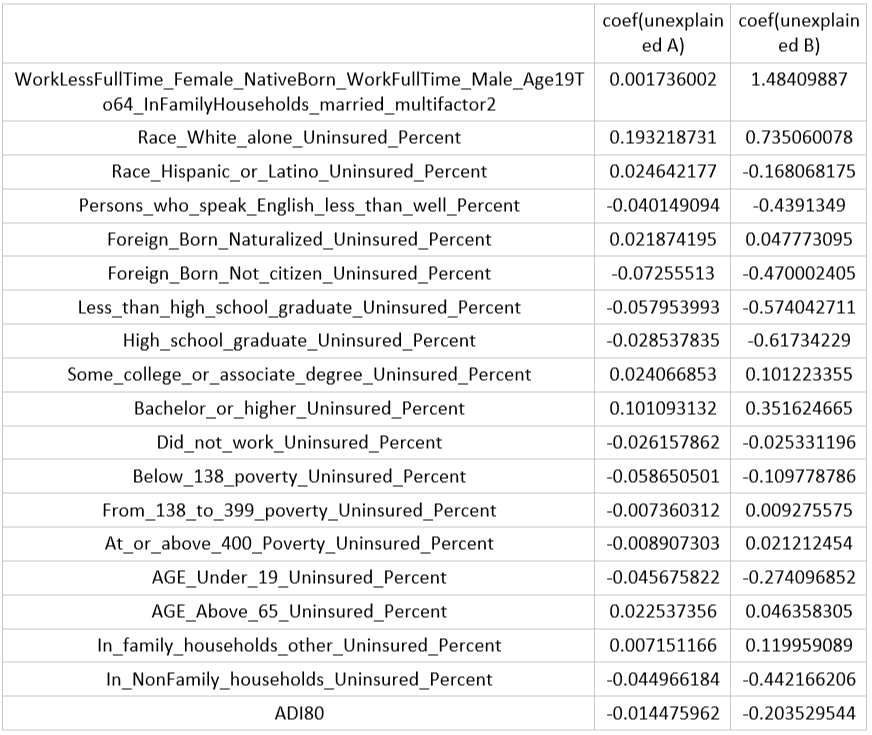 coef(unexplain coef(unexplain
ed A) ed B)
WorkLessFullTime_Female_NativeBorn_WorkFullTime_Male_Age19T 0.001736002 1.48409887
o64_InFamilyHouseholds_married_multifactor2
Race_White_alone_Uninsured_Percent 0.193218731 0.735060078
Race_Hispanic_or_Latino_Uninsured_Percent 0.024642177 -0.168068175
Persons_who_speak_English_less_than_well_Percent -0.040149094 -0.4391349
Foreign_Born_Naturalized_Uninsured_Percent 0.021874195 0.047773095
Foreign_Born_Not_citizen_Uninsured_Percent -0.07255513 -0.470002405
Less_than_high_school_graduate_Uninsured_Percent -0.057953993 -0.574042711
High_school_graduate_Uninsured_Percent -0.028537835 -0.61734229
Some_college_or_associate_degree_Uninsured_Percent 0.024066853 0.101223355
Bachelor_or_higher_Uninsured_Percent 0.101093132 0.351624665
Did_not_work_Uninsured_Percent -0.026157862 -0.025331196
Below_138_poverty_Uninsured_Percent -0.058650501 -0.109778786
From_138_to_399_poverty_Uninsured_Percent -0.007360312 0.009275575
At_or_above_400_Poverty_Uninsured_Percent -0.008907303 0.021212454
AGE_Under_19_Uninsured_Percent -0.045675822 -0.274096852
AGE_Above_65_Uninsured_Percent 0.022537356 0.046358305
In_family_households_other_Uninsured_Percent 0.007151166 0.119959089
In_NonFamily_households_Uninsured_Percent -0.044966184 -0.442166206
ADI80 -0.014475962 -0.203529544